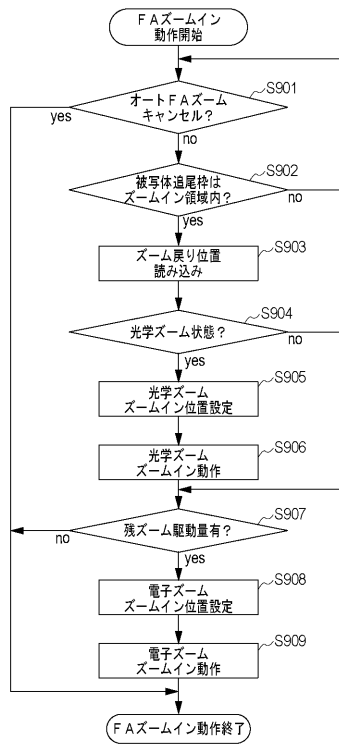 ＦＡズームイン
動作開始
S901
オートＦＡズーム
キャンセル？
yes
no
S902
被写体追尾枠は
ズームイン領域内？
no
yes
S903
ズーム戻り位置
読み込み
S904
光学ズーム状態？
no
yes
S905
光学ズーム
ズームイン位置設定
S906
光学ズーム
ズームイン動作
S907
残ズーム駆動量有？
no
yes
S908
電子ズーム
ズームイン位置設定
S909
電子ズーム
ズームイン動作
ＦＡズームイン動作終了